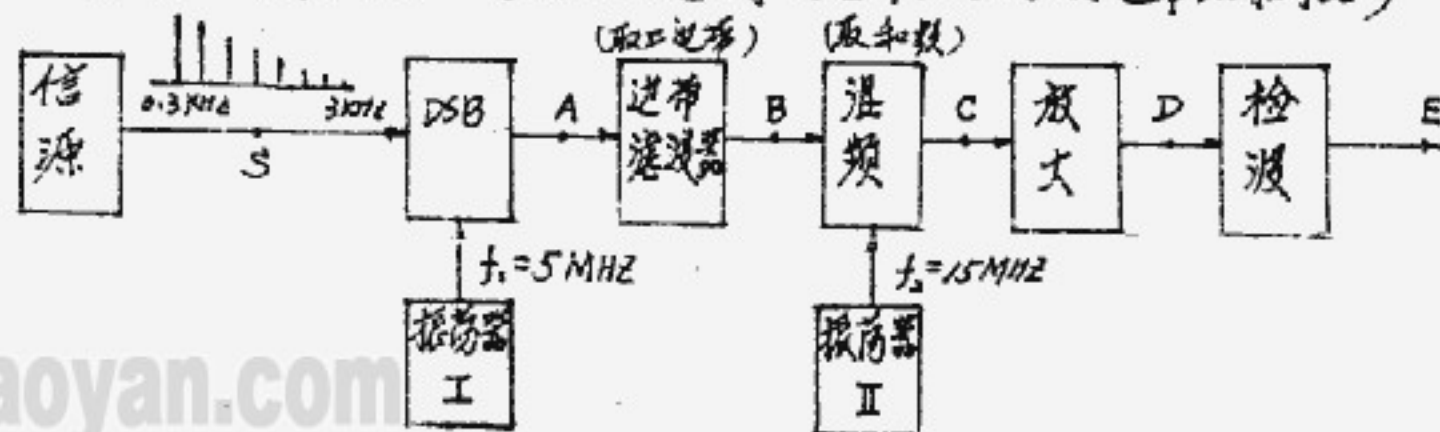 (取上边带)
(取和频)
信源
0.3KHz
3KHz
S
DSB
A
边带滤波器
B
混频
C
放大
D
检波
E
f₁=5MHZ
f₂=15MHZ
振荡器 I
振荡器 II
aoyan.com